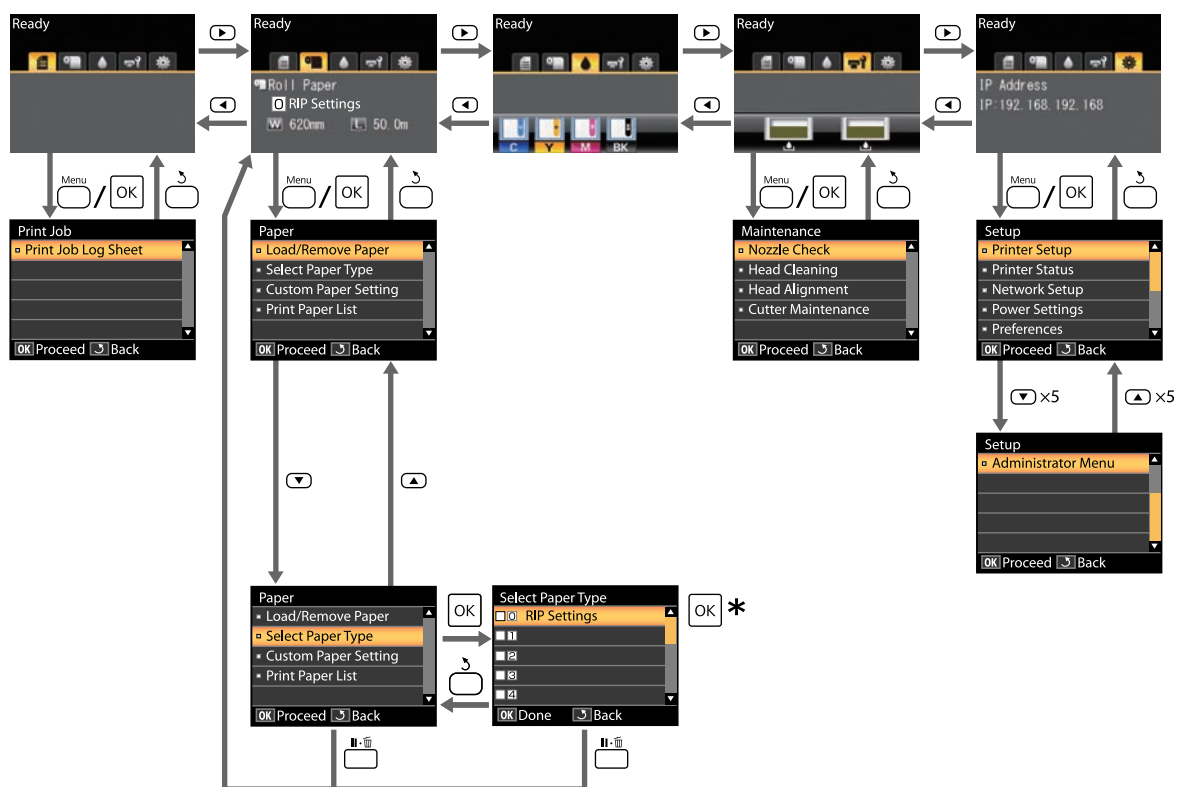 Ready
Ready
Ready
Ready
Ready
Roll Paper
0 RIP Settings
W 620mm L 50.0m
C Y M BK
IP Address
IP:192.168.192.168
Menu / OK
Menu / OK
Menu / OK
Menu / OK
Print Job
Print Job Log Sheet
OK Proceed Back
Paper
Load/Remove Paper
Select Paper Type
Custom Paper Setting
Print Paper List
OK Proceed Back
Maintenance
Nozzle Check
Head Cleaning
Head Alignment
Cutter Maintenance
OK Proceed Back
Setup
Printer Setup
Printer Status
Network Setup
Power Settings
Preferences
OK Proceed Back
×5
×5
Setup
Administrator Menu
OK Proceed Back
Paper
Load/Remove Paper
Select Paper Type
Custom Paper Setting
Print Paper List
OK Proceed Back
OK
Select Paper Type
0 RIP Settings
1
2
3
4
OK Done Back
OK *